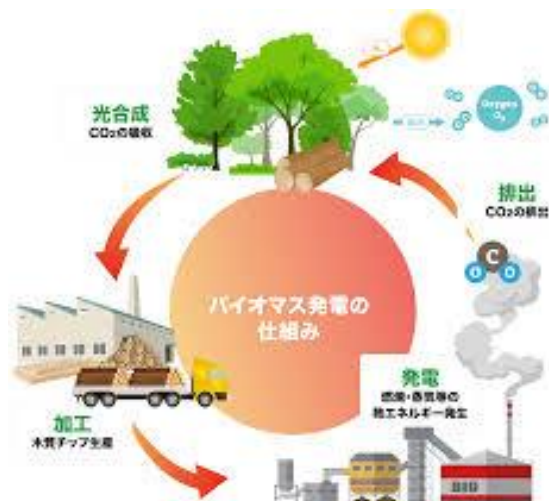 光合成
CO₂の吸収
Oxygen
O₂
排出
CO₂の排出
C
O
O
バイオマス発電の
仕組み
発電
燃焼・蒸気等の
熱エネルギー発生
加工
木質チップ生産